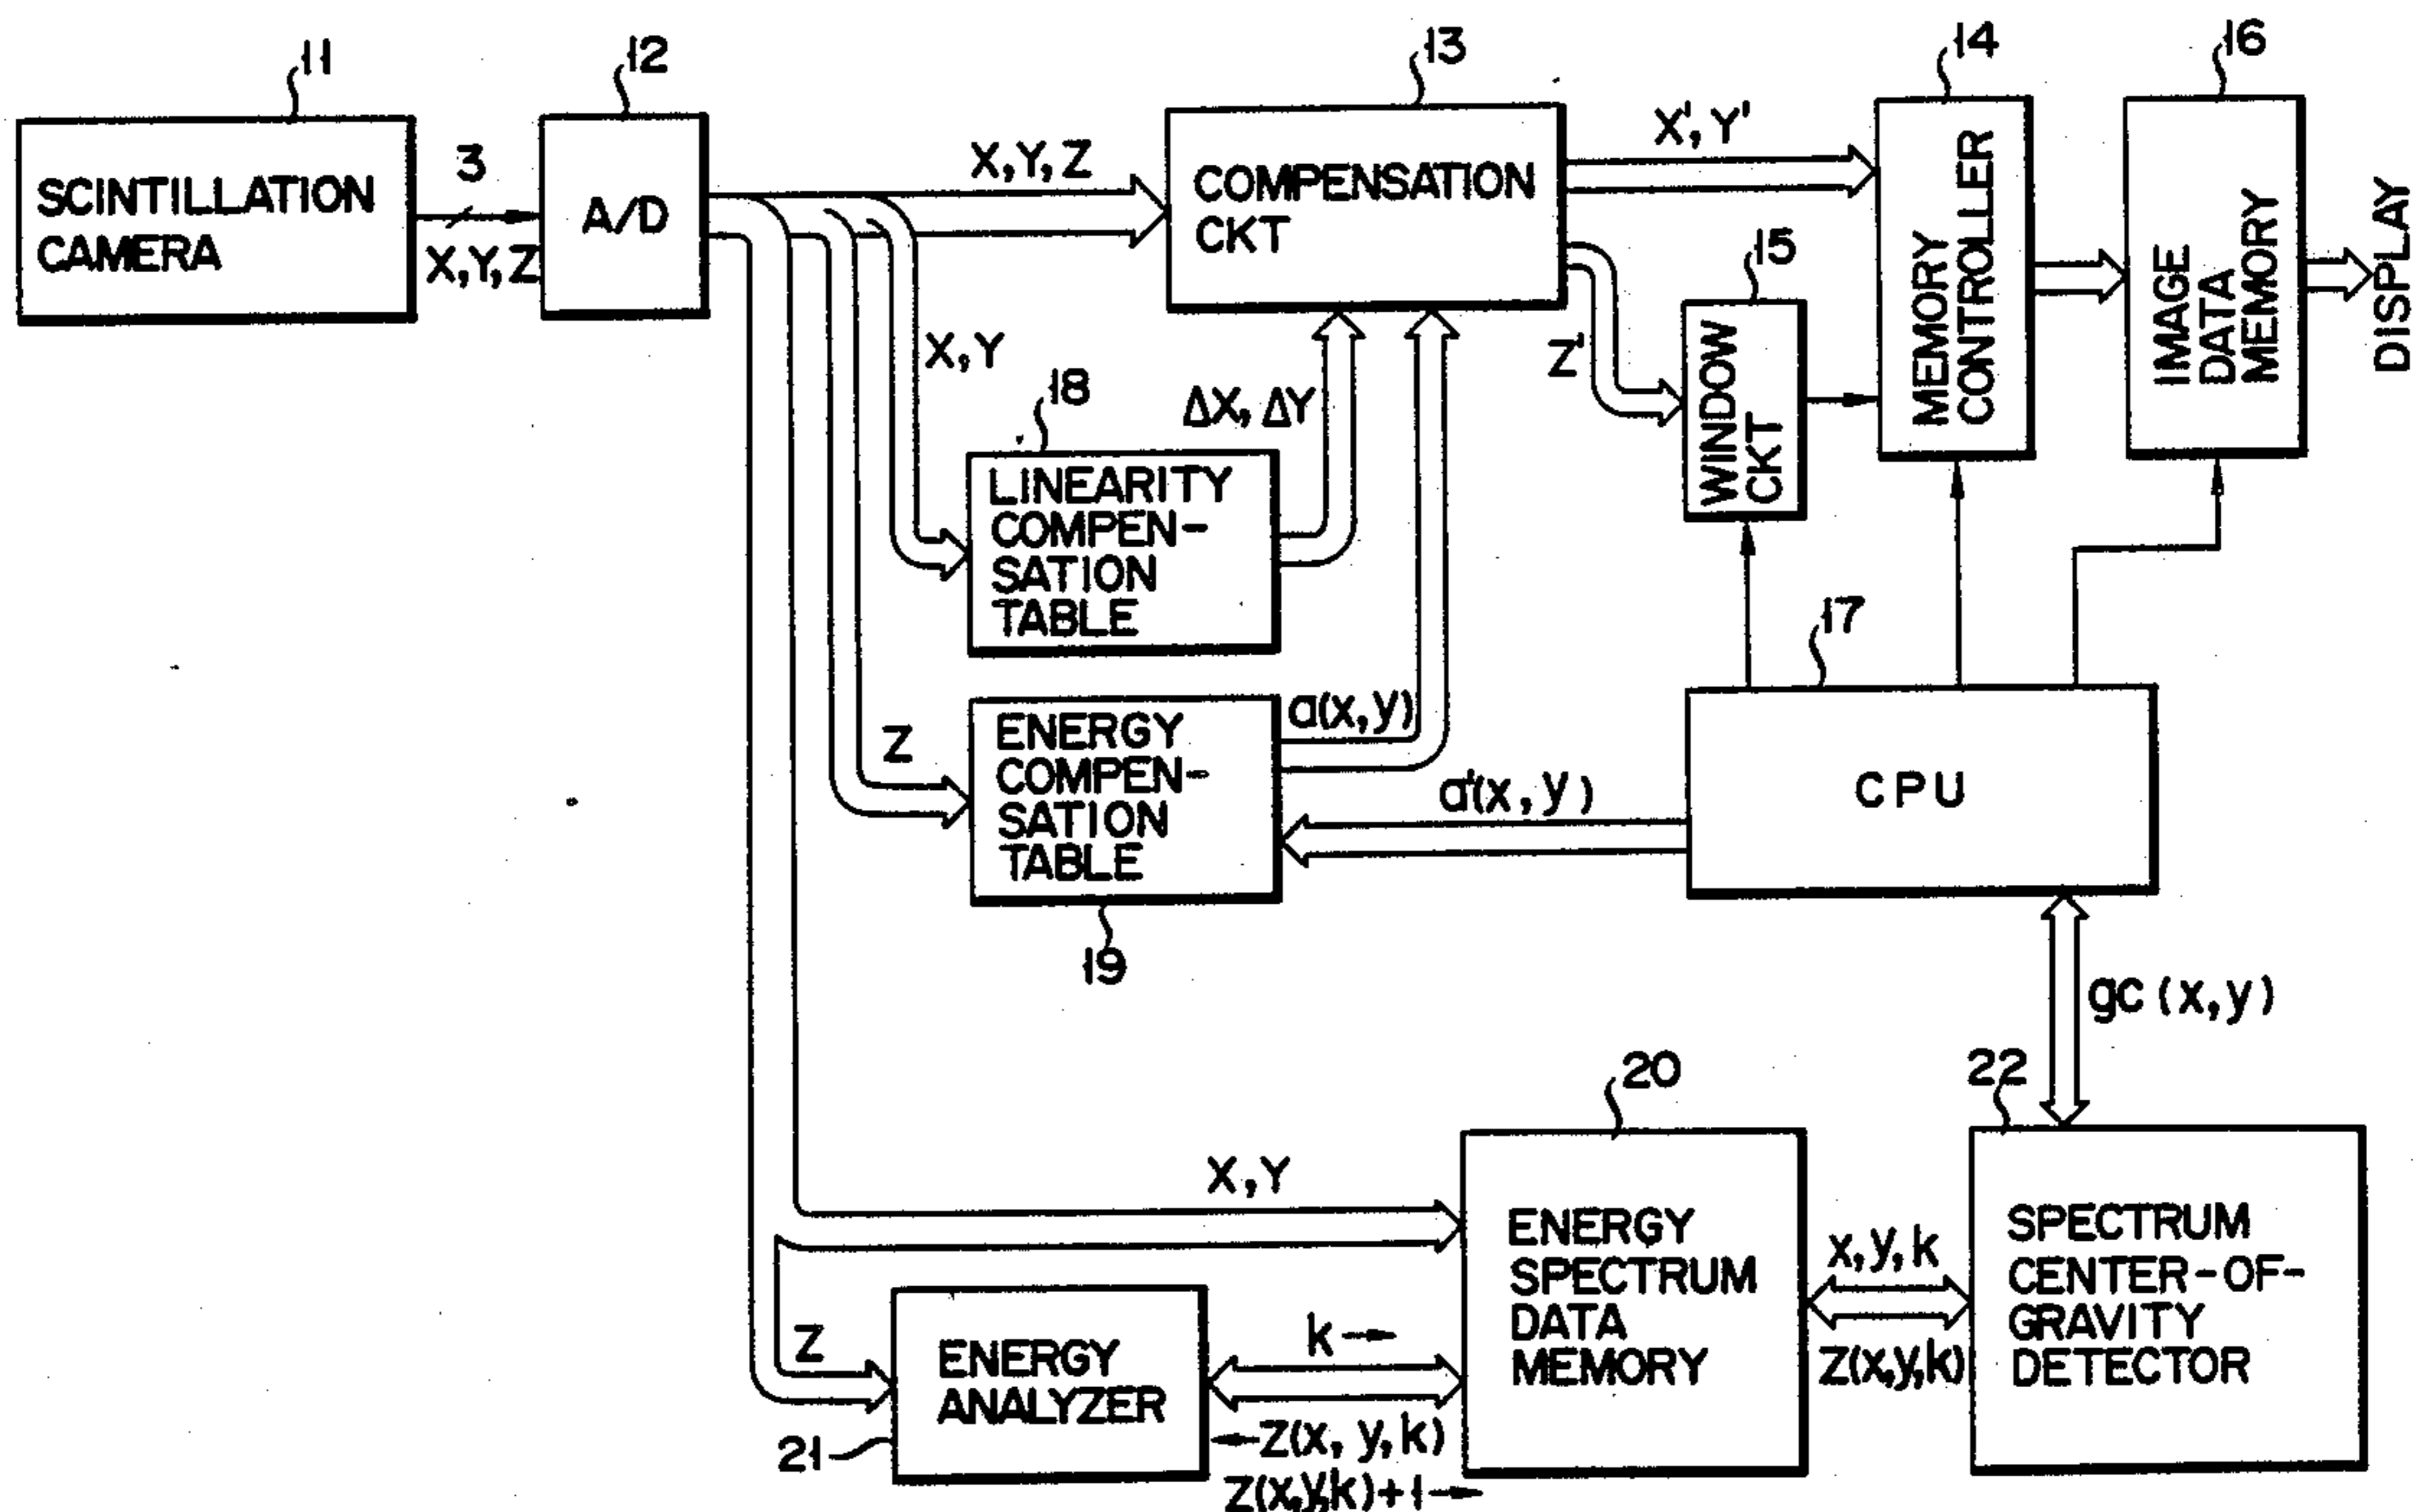 11
12
13
14
16
SCINTILLATION
CAMERA
3
X,Y,Z
A/D
X,Y,Z
COMPENSATION
CKT
X',Y'
MEMORY
CONTROLLER
IMAGE
DATA
MEMORY
DISPLAY
15
Z'
WINDOW
CKT
X,Y
18
ΔX, ΔY
LINEARITY
COMPEN-
SATION
TABLE
17
Z
ENERGY
COMPEN-
SATION
TABLE
a(x,y)
a'(x,y)
CPU
19
gc(x,y)
20
22
X,Y
ENERGY
SPECTRUM
DATA
MEMORY
x,y,k
Z(x,y,k)
SPECTRUM
CENTER-OF-
GRAVITY
DETECTOR
Z
ENERGY
ANALYZER
k→
21
←Z(x, y,k)
Z(x,y,k)+1→